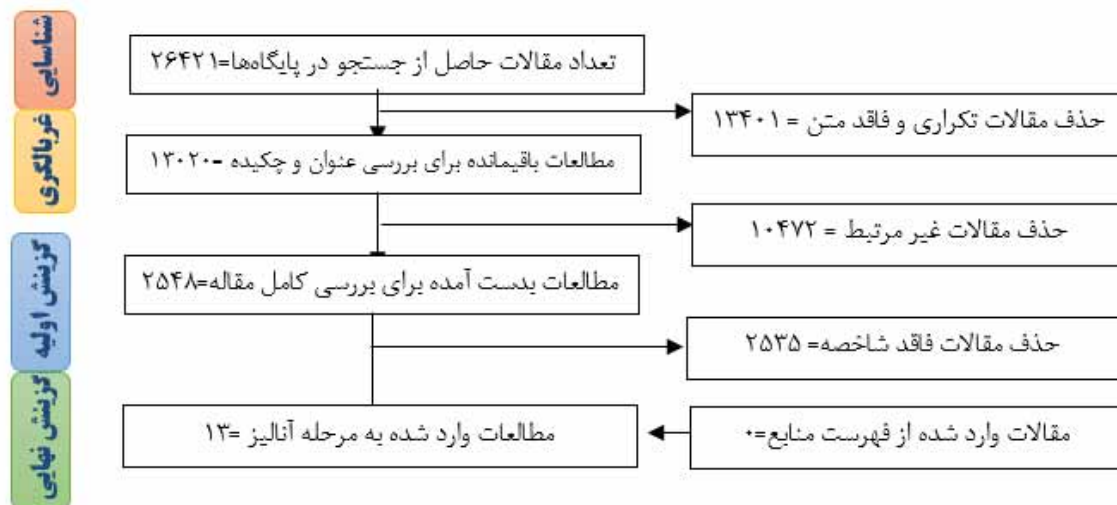 شناسایی
تعداد مقالات حاصل از جستجو در پایگاه‌ها=۲۶۴۲۱
حذف مقالات تکراری و فاقد متن = ۱۳۴۰۱
غربالگری
مطالعات باقیمانده برای بررسی عنوان و چکیده =۱۳۰۲۰
حذف مقالات غیر مرتبط = ۱۰۴۷۲
گزینش اولیه
مطالعات بدست آمده برای بررسی کامل مقاله=۲۵۴۸
حذف مقالات فاقد شاخصه= ۲۵۳۵
گزینش نهایی
مطالعات وارد شده به مرحله آنالیز =۱۳
مقالات وارد شده از فهرست منابع=۰